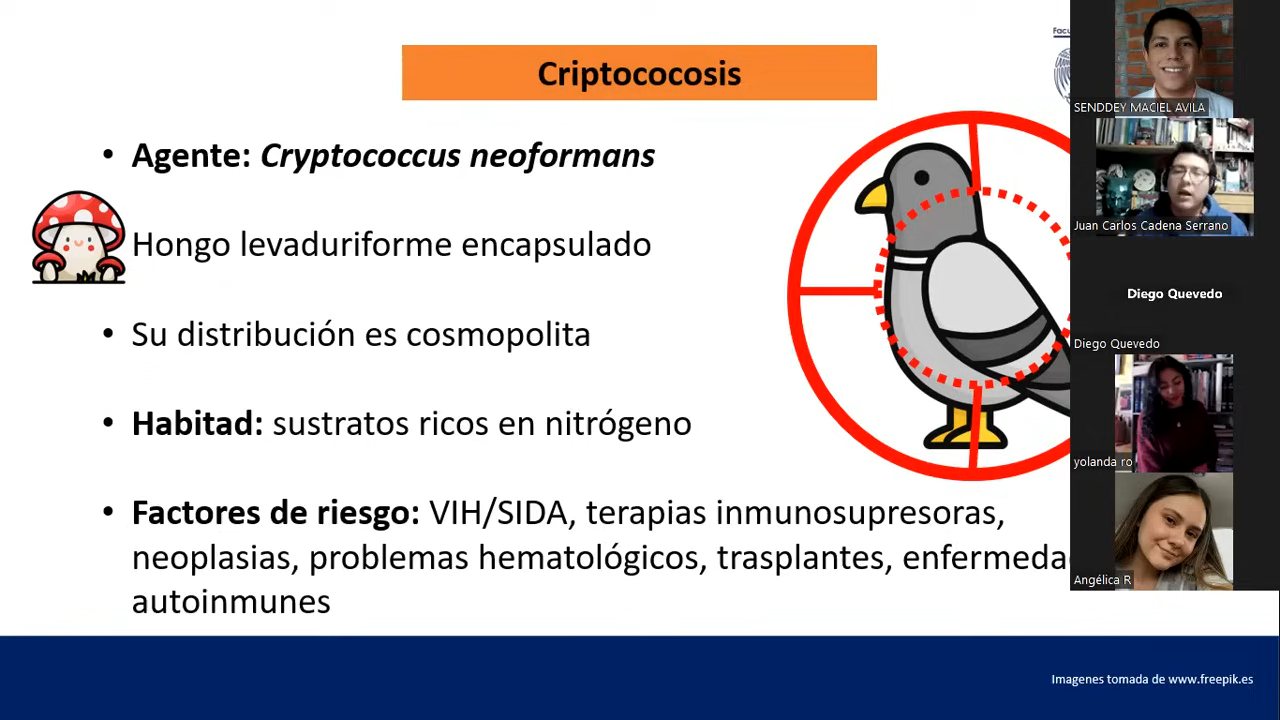 Criptococosis
Facu
• Agente: Cryptococcus neoformans
Hongo levaduriforme encapsulado
• Su distribución es cosmopolita
• Habitad: sustratos ricos en nitrógeno
• Factores de riesgo: VIH/SIDA, terapias inmunosupresoras,
neoplasias, problemas hematológicos, trasplantes, enfermeda
autoinmunes
Imagenes tomada de www.freepik.es
SENDDEY MACIEL AVILA
Juan Carlos Cadena Serrano
Diego Quevedo
Diego Quevedo
yolanda ro
Angélica R